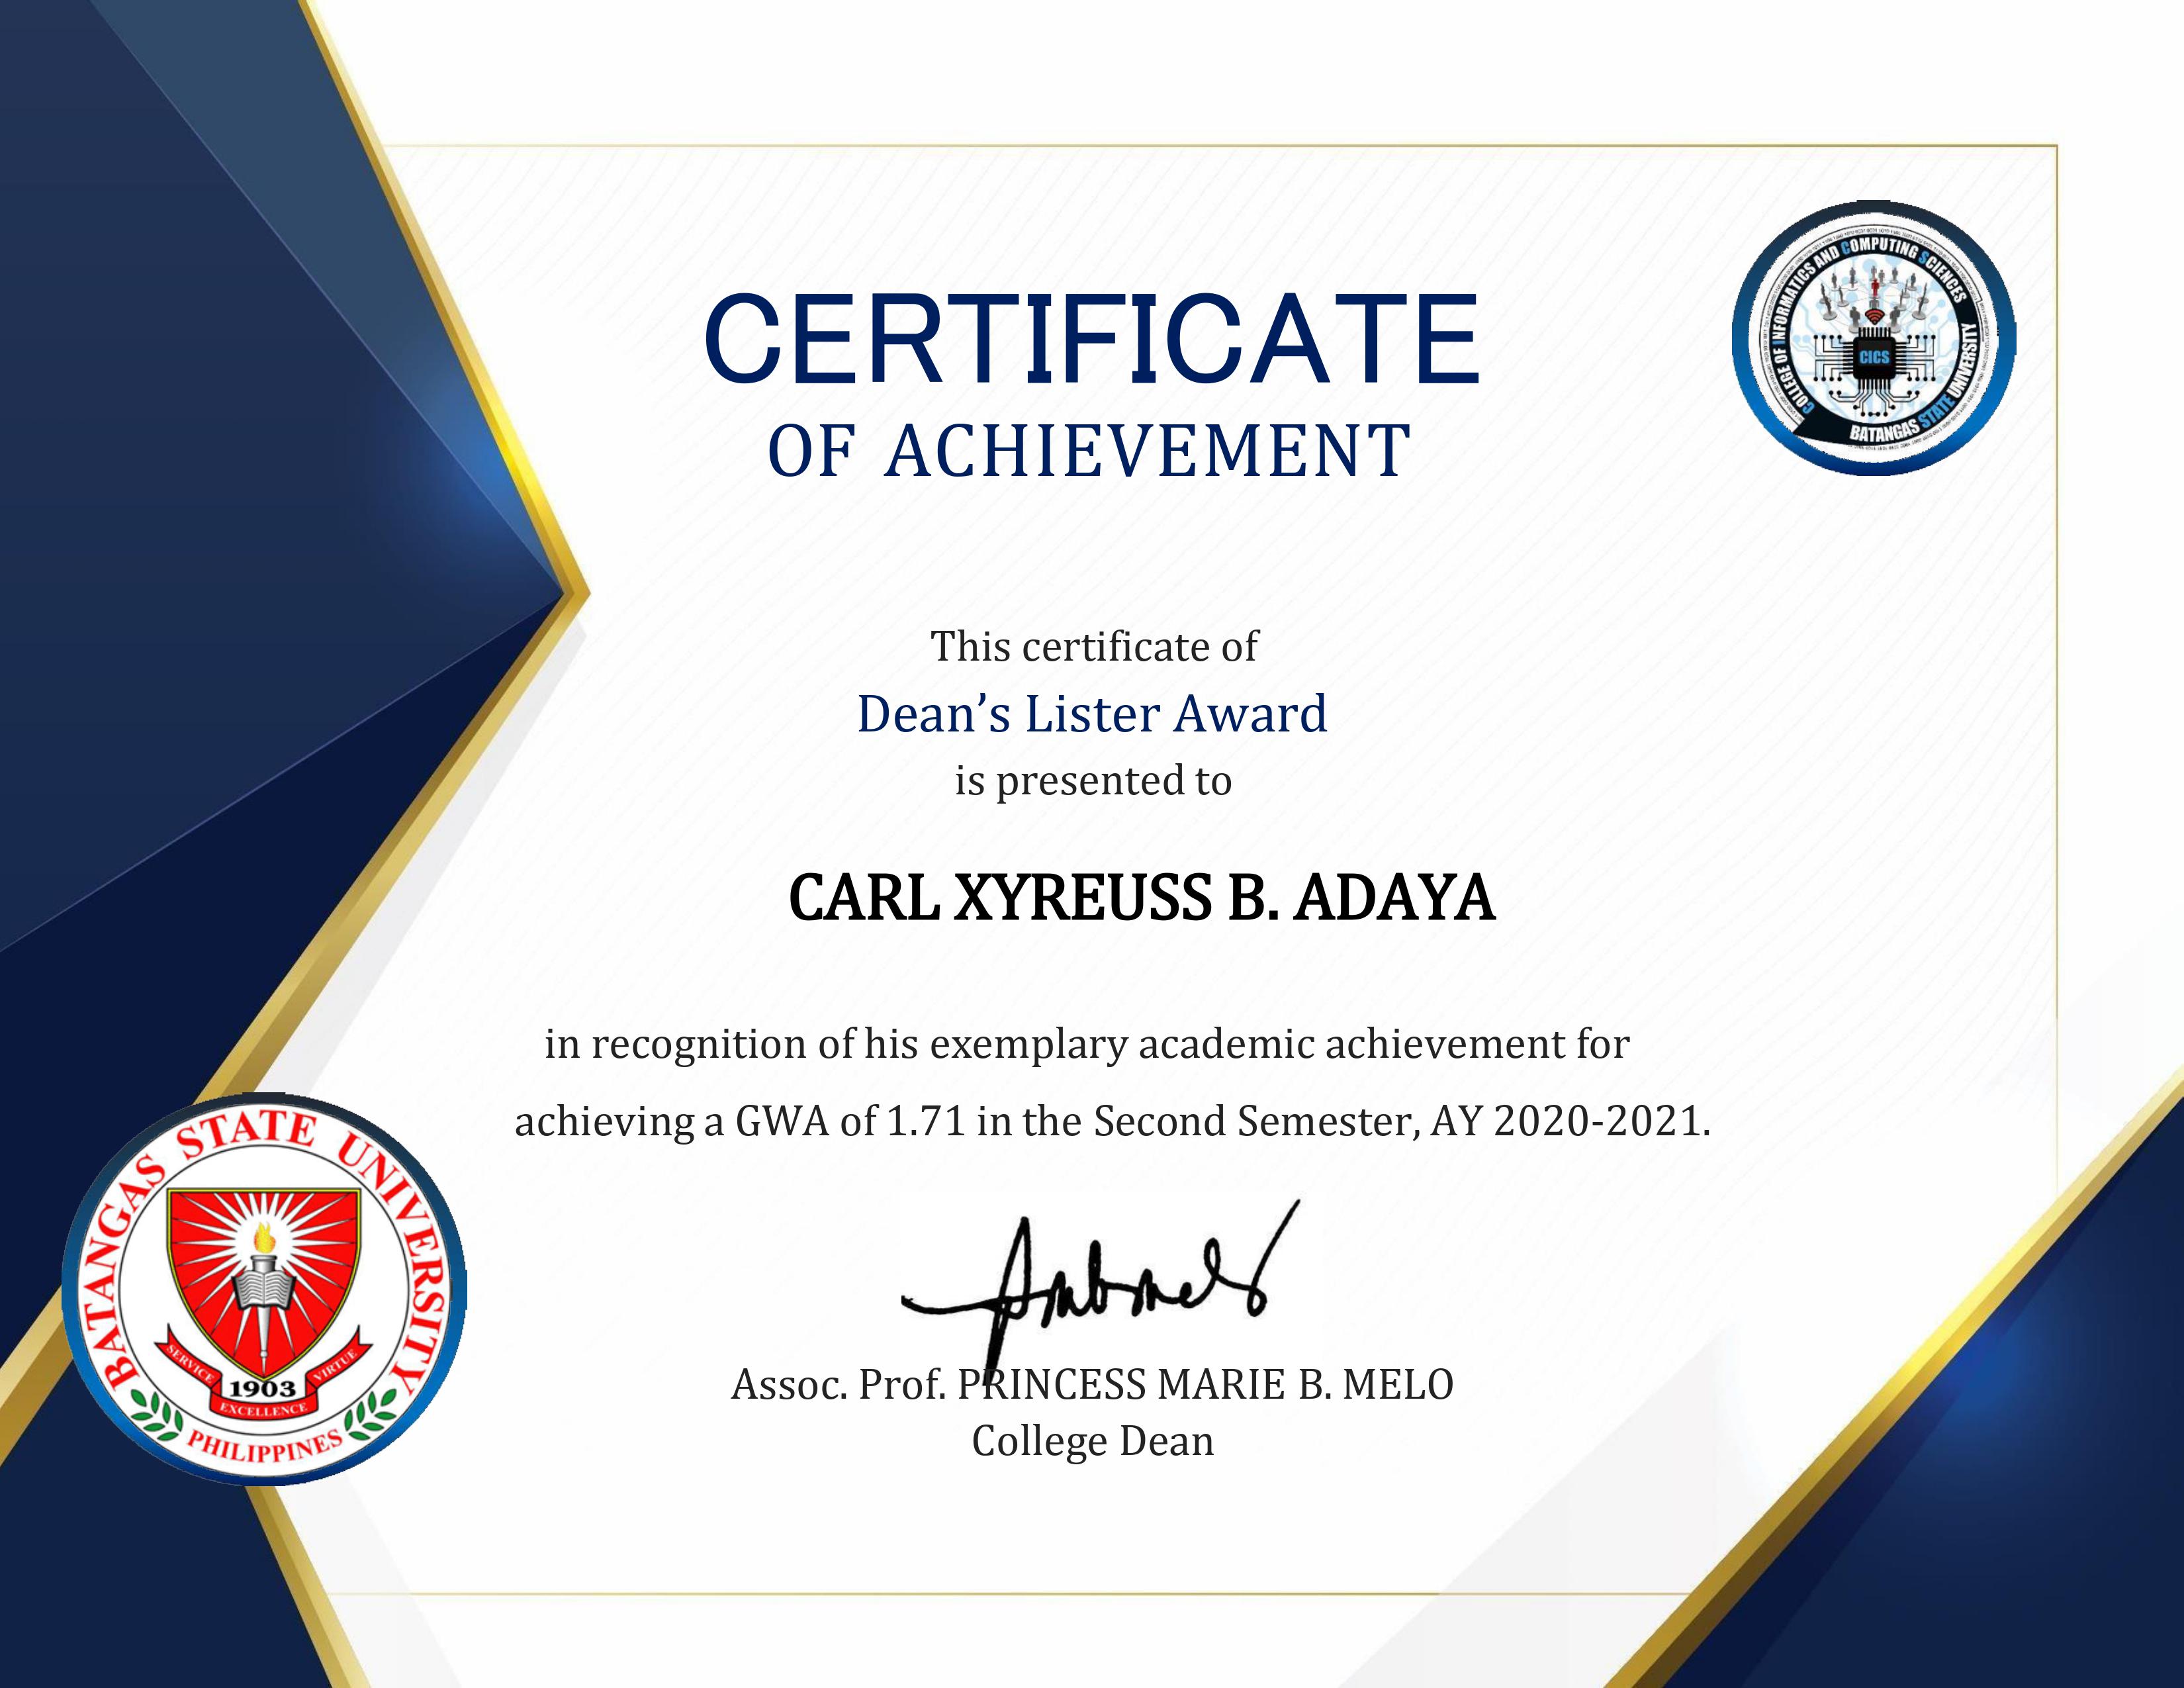 CERTIFICATE
OF ACHIEVEMENT
COLLEGE OF INFORMATICS AND COMPUTING SCIENCES
CICS
BATANGAS STATE UNIVERSITY
This certificate of
Dean’s Lister Award
is presented to
CARL XYREUSS B. ADAYA
in recognition of his exemplary academic achievement for
achieving a GWA of 1.71 in the Second Semester, AY 2020-2021.
BATANGAS STATE UNIVERSITY
SERVICE
VIRTUE
1903
EXCELLENCE
PHILIPPINES
Assoc. Prof. PRINCESS MARIE B. MELO
College Dean